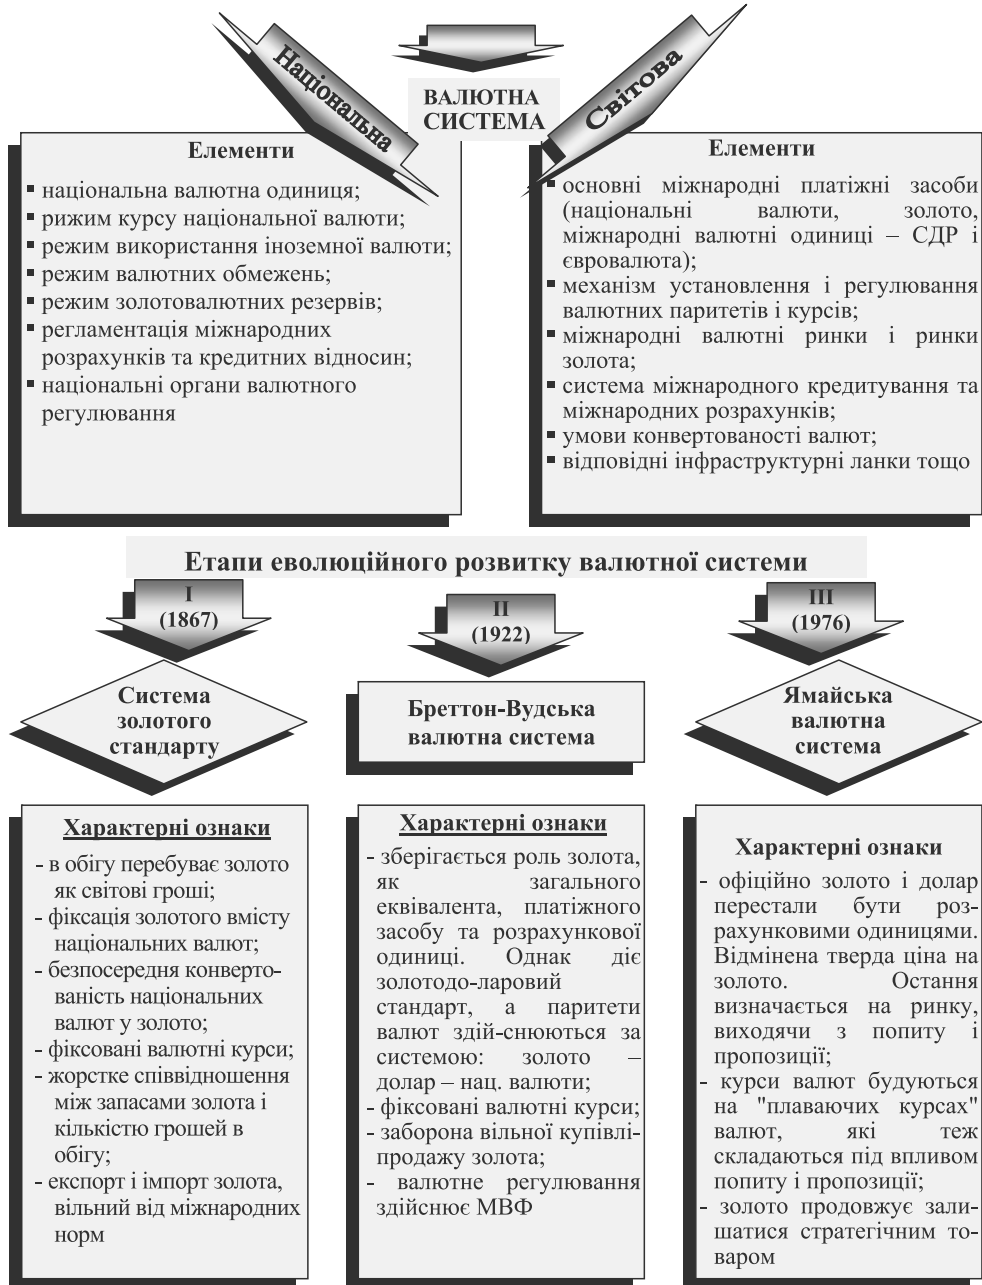 Національна
ВАЛЮТНА
СИСТЕМА
Світова
Елементи
▪ національна валютна одиниця;
▪ рижим курсу національної валюти;
▪ режим використання іноземної валюти;
▪ режим валютних обмежень;
▪ режим золотовалютних резервів;
▪ регламентація міжнародних
розрахунків та кредитних відносин;
▪ національні органи валютного
регулювання
Елементи
▪ основні міжнародні платіжні засоби
(національні валюти, золото,
міжнародні валютні одиниці – СДР і
євровалюта);
▪ механізм установлення і регулювання
валютних паритетів і курсів;
▪ міжнародні валютні ринки і ринки
золота;
▪ система міжнародного кредитування та
міжнародних розрахунків;
▪ умови конвертованості валют;
▪ відповідні інфраструктурні ланки тощо
Етапи еволюційного розвитку валютної системи
I
(1867)
Система
золотого
стандарту
Характерні ознаки
- в обігу перебуває золото
як світові гроші;
- фіксація золотого вмісту
національних валют;
- безпосередня конверто-
ваність національних
валют у золото;
- фіксовані валютні курси;
- жорстке співвідношення
між запасами золота і
кількістю грошей в
обігу;
- експорт і імпорт золота,
вільний від міжнародних
норм
II
(1922)
Бреттон-Вудська
валютна система
Характерні ознаки
- зберігається роль золота,
як загального
еквівалента, платіжного
засобу та розрахункової
одиниці. Однак діє
золотодо-ларовий
стандарт, а паритети
валют здій-снюються за
системою: золото –
долар – нац. валюти;
- фіксовані валютні курси;
- заборона вільної купівлі-
продажу золота;
- валютне регулювання
здійснює МВФ
III
(1976)
Ямайська
валютна
система
Характерні ознаки
- офіційно золото і долар
перестали бути роз-
рахунковими одиницями.
Відмінена тверда ціна на
золото. Остання
визначається на ринку,
виходячи з попиту і
пропозиції;
- курси валют будуються
на "плаваючих курсах"
валют, які теж
складаються під впливом
попиту і пропозиції;
- золото продовжує зали-
шатися стратегічним то-
варом